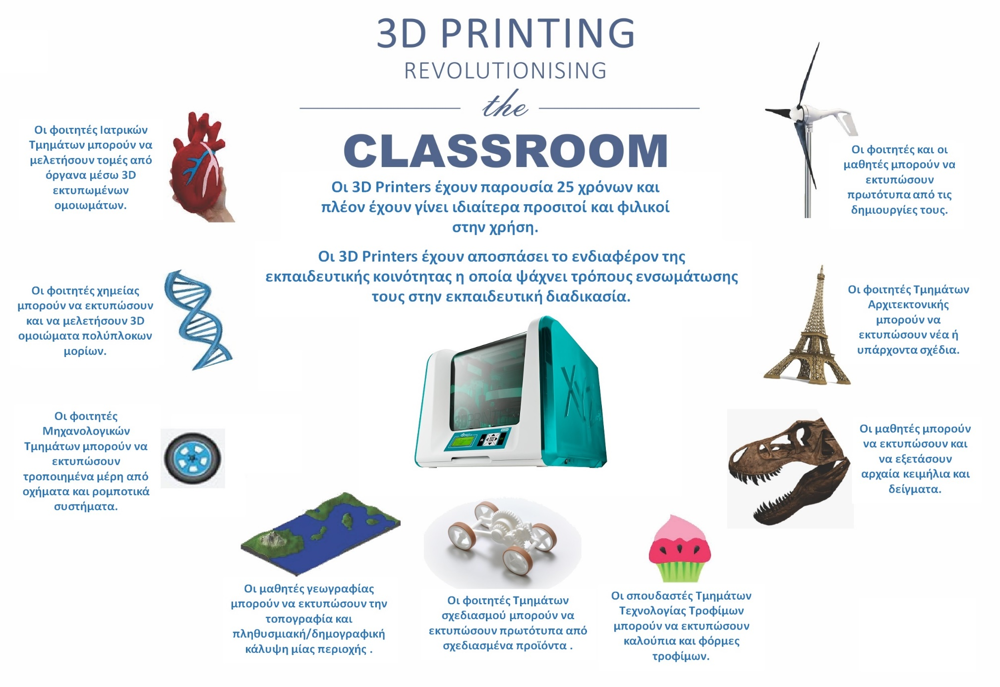 3D PRINTING
REVOLUTIONISING
the
CLASSROOM
Οι 3D Printers έχουν παρουσία 25 χρόνων και
πλέον έχουν γίνει ιδιαίτερα προσιτοί και φιλικοί
στην χρήση.
Οι 3D Printers έχουν αποσπάσει το ενδιαφέρον της
εκπαιδευτικής κοινότητας η οποία ψάχνει τρόπους ενσωμάτωσης
τους στην εκπαιδευτική διαδικασία.
Οι φοιτητές Ιατρικών
Τμημάτων μπορούν να
μελετήσουν τομές από
όργανα μέσω 3D
εκτυπωμένων
ομοιωμάτων.
Οι φοιτητές χημείας
μπορούν να εκτυπώσουν
και να μελετήσουν 3D
ομοιώματα πολύπλοκων
μορίων.
Οι φοιτητές
Μηχανολογικών
Τμημάτων μπορούν να
εκτυπώσουν
τροποιημένα μέρη από
οχήματα και ρομποτικά
συστήματα.
Οι μαθητές γεωγραφίας
μπορούν να εκτυπώσουν την
τοπογραφία και
πληθυσμιακή/δημογραφική
κάλυψη μίας περιοχής .
Οι φοιτητές Τμημάτων
σχεδιασμού μπορούν να
εκτυπώσουν πρωτότυπα από
σχεδιασμένα προϊόντα .
Οι σπουδαστές Τμημάτων
Τεχνολογίας Τροφίμων
μπορούν να εκτυπώσουν
καλούπια και φόρμες
τροφίμων.
Οι μαθητές μπορούν
να εκτυπώσουν και
να εξετάσουν
αρχαία κειμήλια και
δείγματα.
Οι φοιτητές Τμημάτων
Αρχιτεκτονικής
μπορούν να
εκτυπώσουν νέα ή
υπάρχοντα σχέδια.
Οι φοιτητές και οι
μαθητές μπορούν να
εκτυπώσουν
πρωτότυπα από τις
δημιουργίες τους.